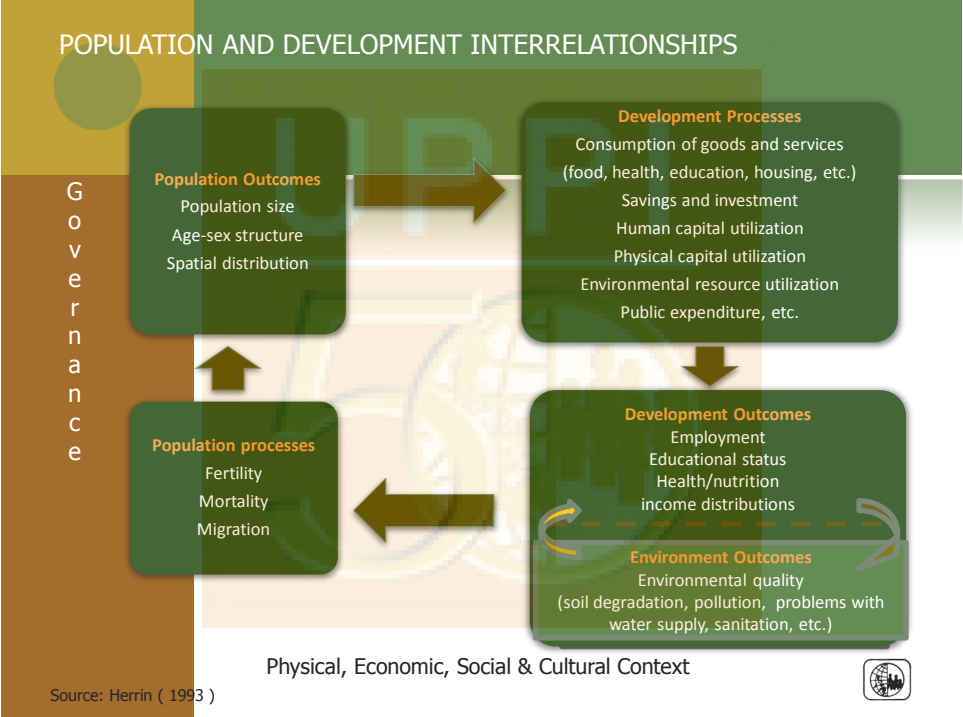 POPULATION AND DEVELOPMENT INTERRELATIONSHIPS
Governance
Population Outcomes
Population size
Age-sex structure
Spatial distribution
Development Processes
Consumption of goods and services
(food, health, education, housing, etc.)
Savings and investment
Human capital utilization
Physical capital utilization
Environmental resource utilization
Public expenditure, etc.
Development Outcomes
Employment
Educational status
Health/nutrition
income distributions
Environment Outcomes
Environmental quality
(soil degradation, pollution, problems with
water supply, sanitation, etc.)
Population processes
Fertility
Mortality
Migration
Physical, Economic, Social & Cultural Context
Source: Herrin ( 1993 )
UPPI
50